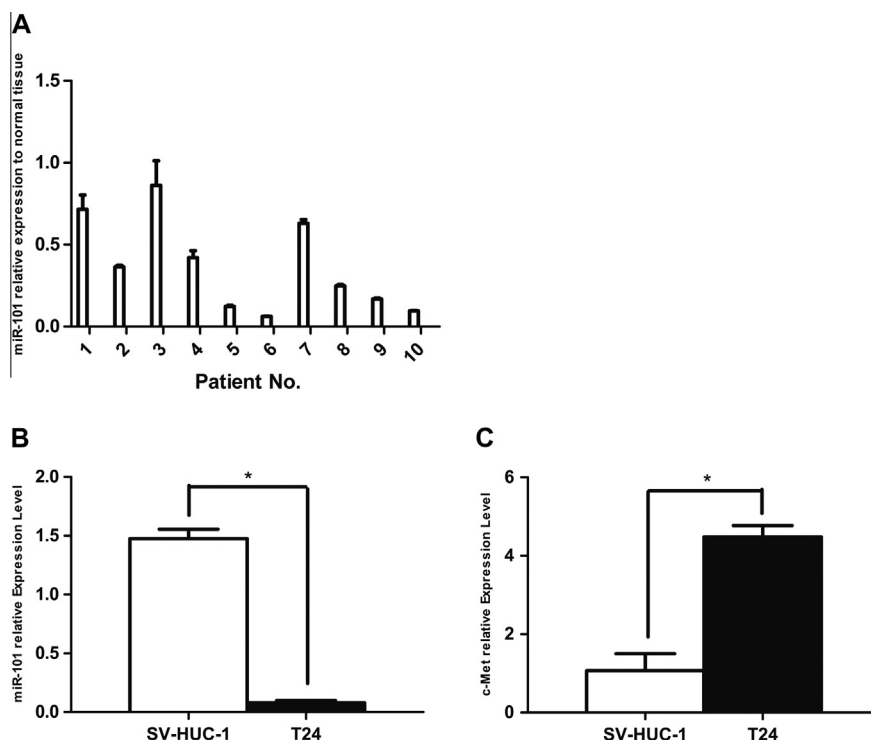 A
miR-101 relative expression to normal tissue
1.5
1.0
0.5
0.0
1 2 3 4 5 6 7 8 9 10
Patient No.
B
miR-101 relative Expression Level
2.0
1.5
1.0
0.5
0.0
*
SV-HUC-1 T24
C
c-Met relative Expression Level
6
4
2
0
*
SV-HUC-1 T24